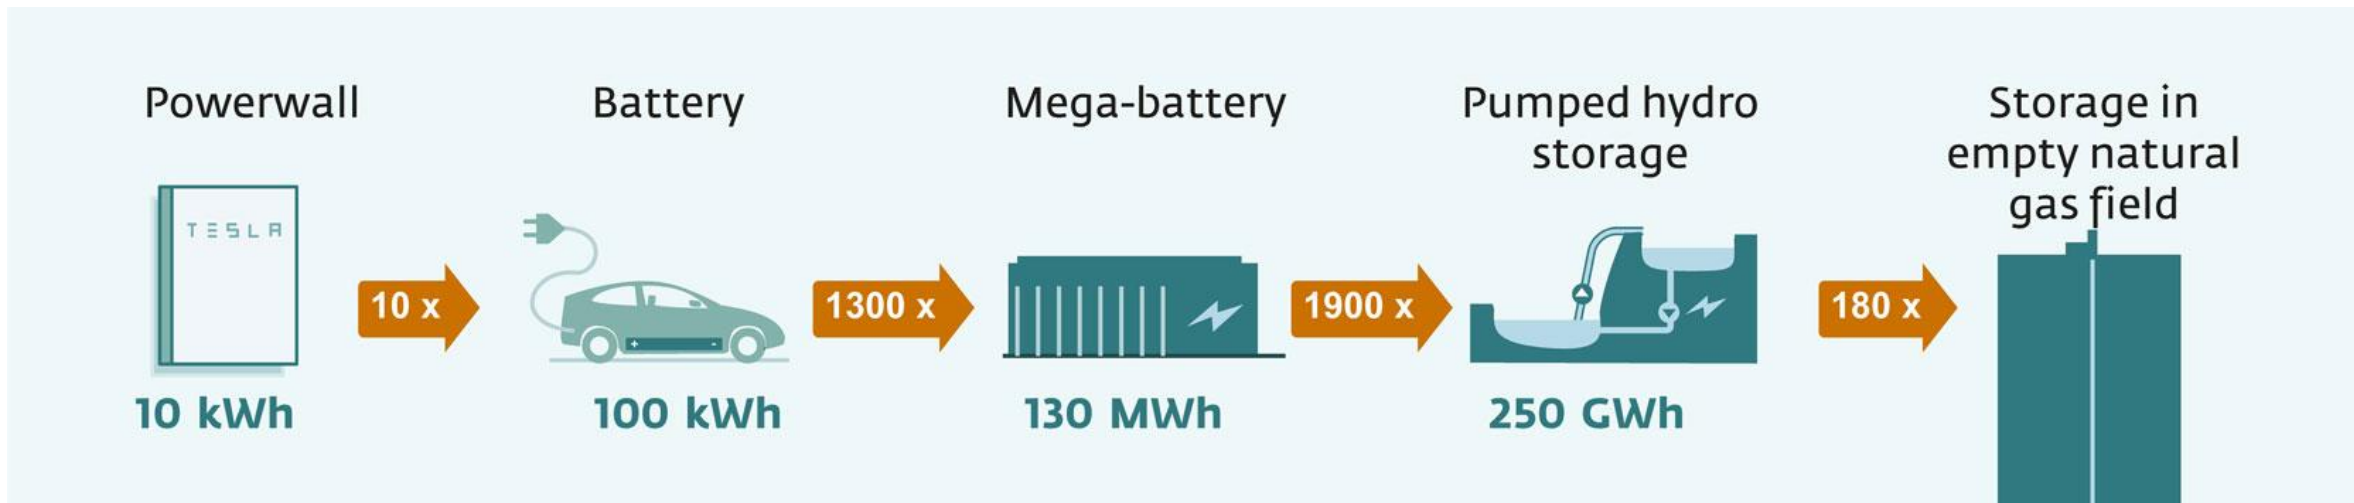 Powerwall
Battery
Mega-battery
Pumped hydro
storage
Storage in
empty natural
gas field
TESLA
10 x
1300 x
1900 x
180 x
+ -
10 kWh
100 kWh
130 MWh
250 GWh